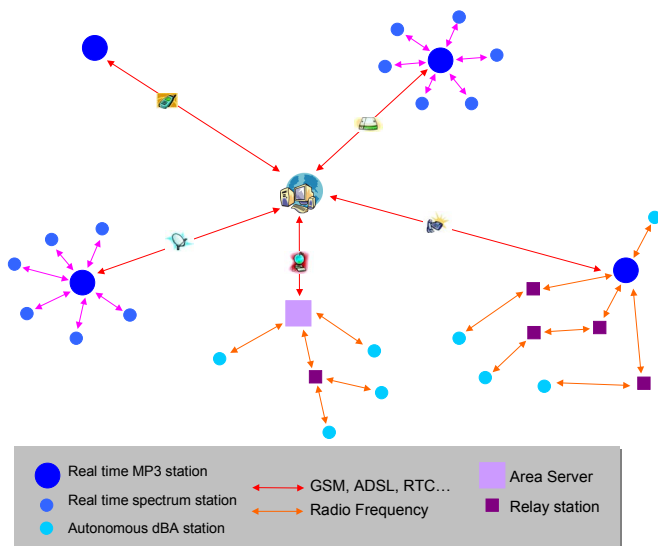 Real time MP3 station
Real time spectrum station
Autonomous dBA station
GSM, ADSL, RTC...
Radio Frequency
Area Server
Relay station